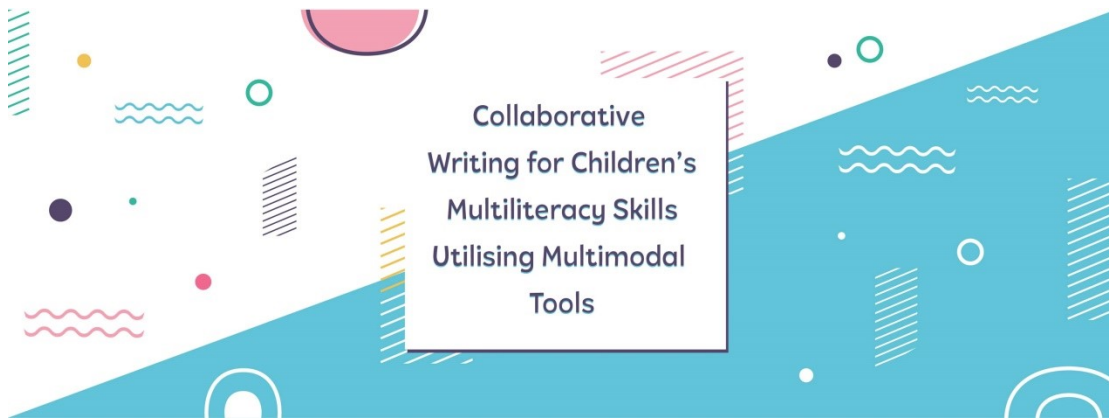 Collaborative
Writing for Children’s
Multiliteracy Skills
Utilising Multimodal
Tools